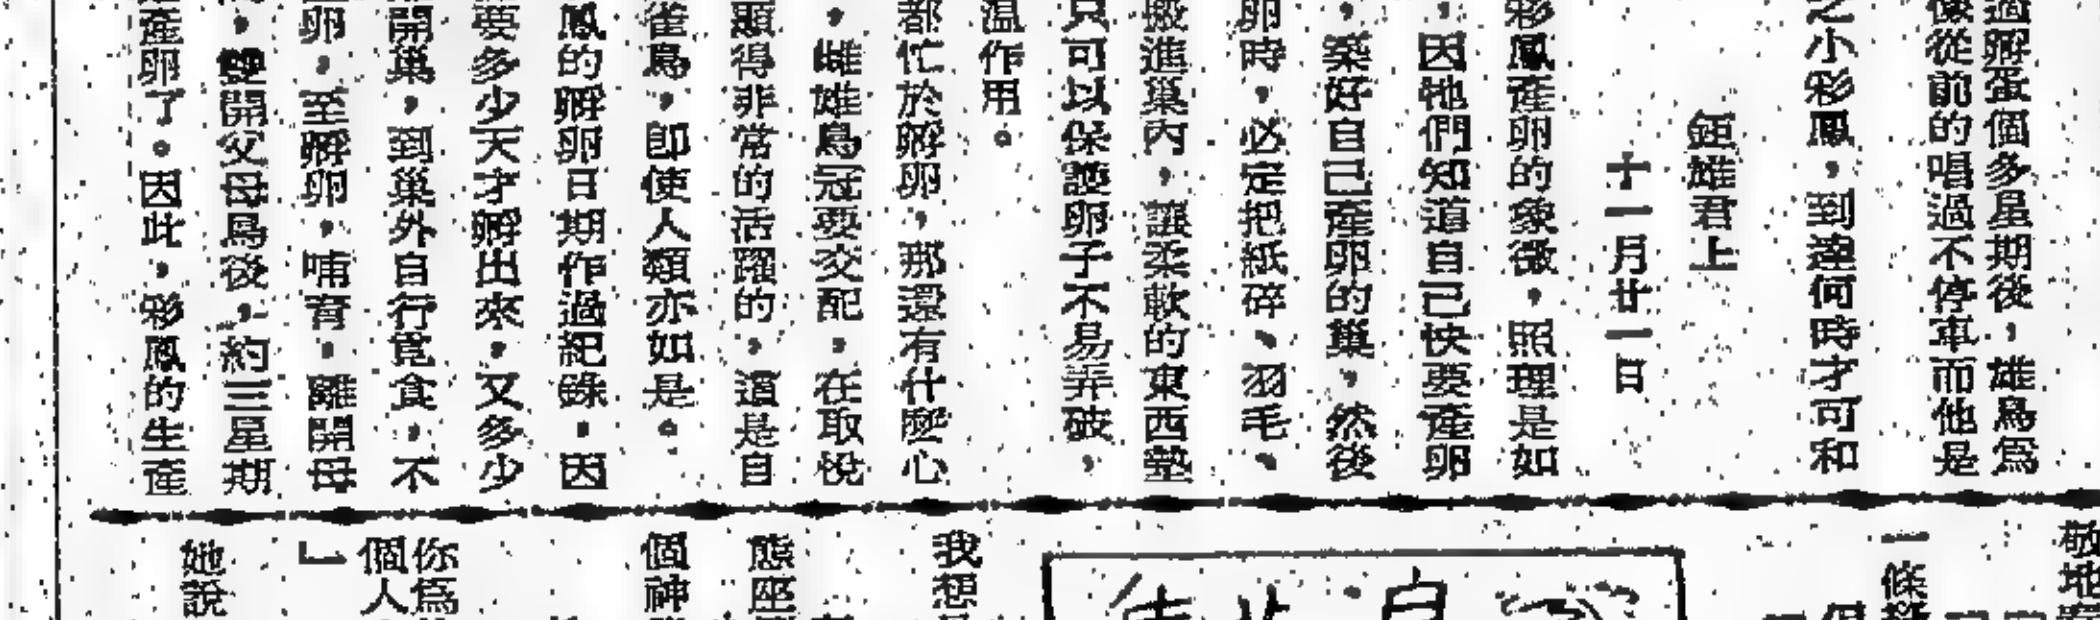 過孵蛋個多星期後，雄鳥爲
像從前的唱過不停車而他是
之小彩鳳，到達何時才可和
鉅雄君上
十一月廿一日
彩鳳產卵的象徵，照理是如
，因牠們知道自己快要產卵
，築好自己產卵的巢，然後
卵時，必定把紙碎、羽毛、
搬進巢內，讓柔軟的東西墊
只可以保護卵子不易弄破，
温作用。
都忙於孵卵，那還有什麼心
，雌雄鳥冠要交配，在取悅
顯得非常的活躍的，這是自
雀鳥，卽使人類亦如是。
鳳的孵卵日期作過紀錄，因
要多少天才孵出來，又多少
開巢，到巢外自行覓食，不
卵，至孵卵，哺育，離開母
，雙開父母鳥後，約三星期
產卵了。因此，彩鳳的生產
敬地
一條
我想
態座
個神
你爲
個人
」
她說